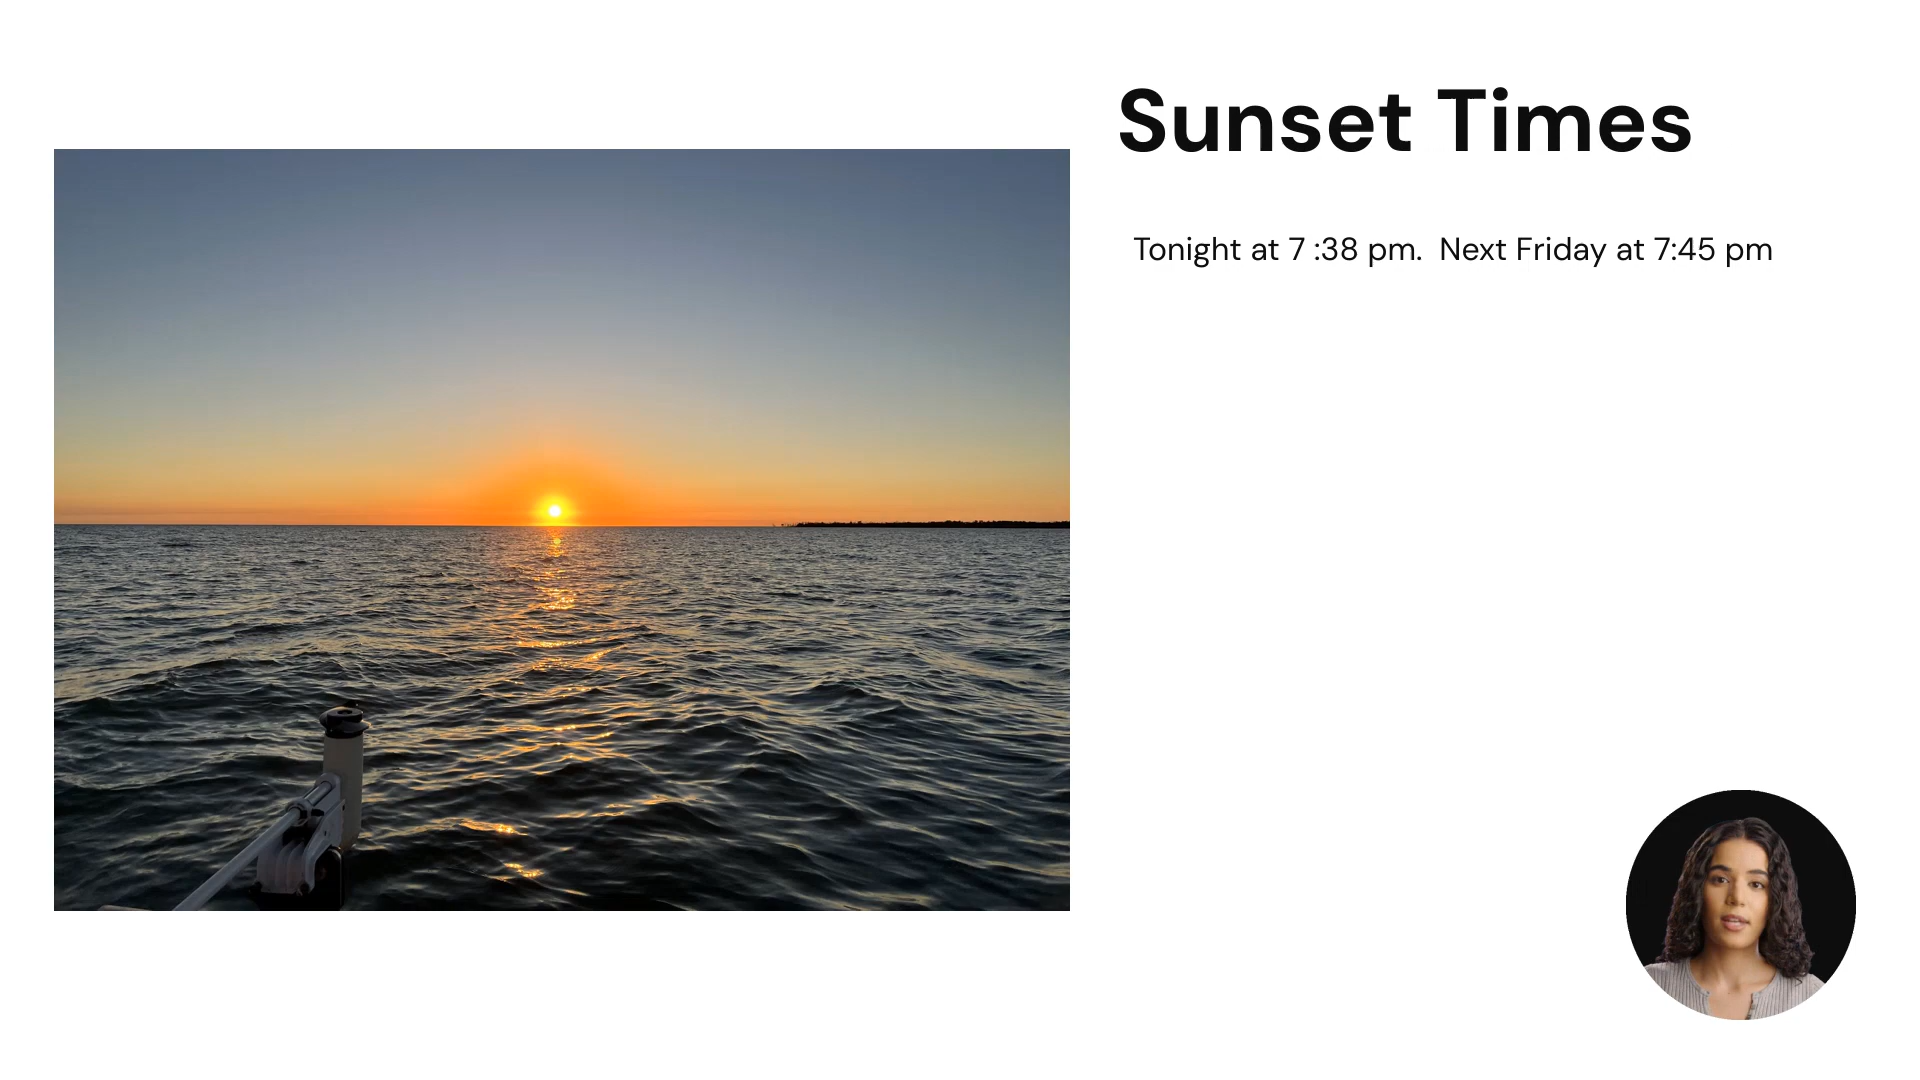 Sunset Times
Tonight at 7 :38 pm.  Next Friday at 7:45 pm